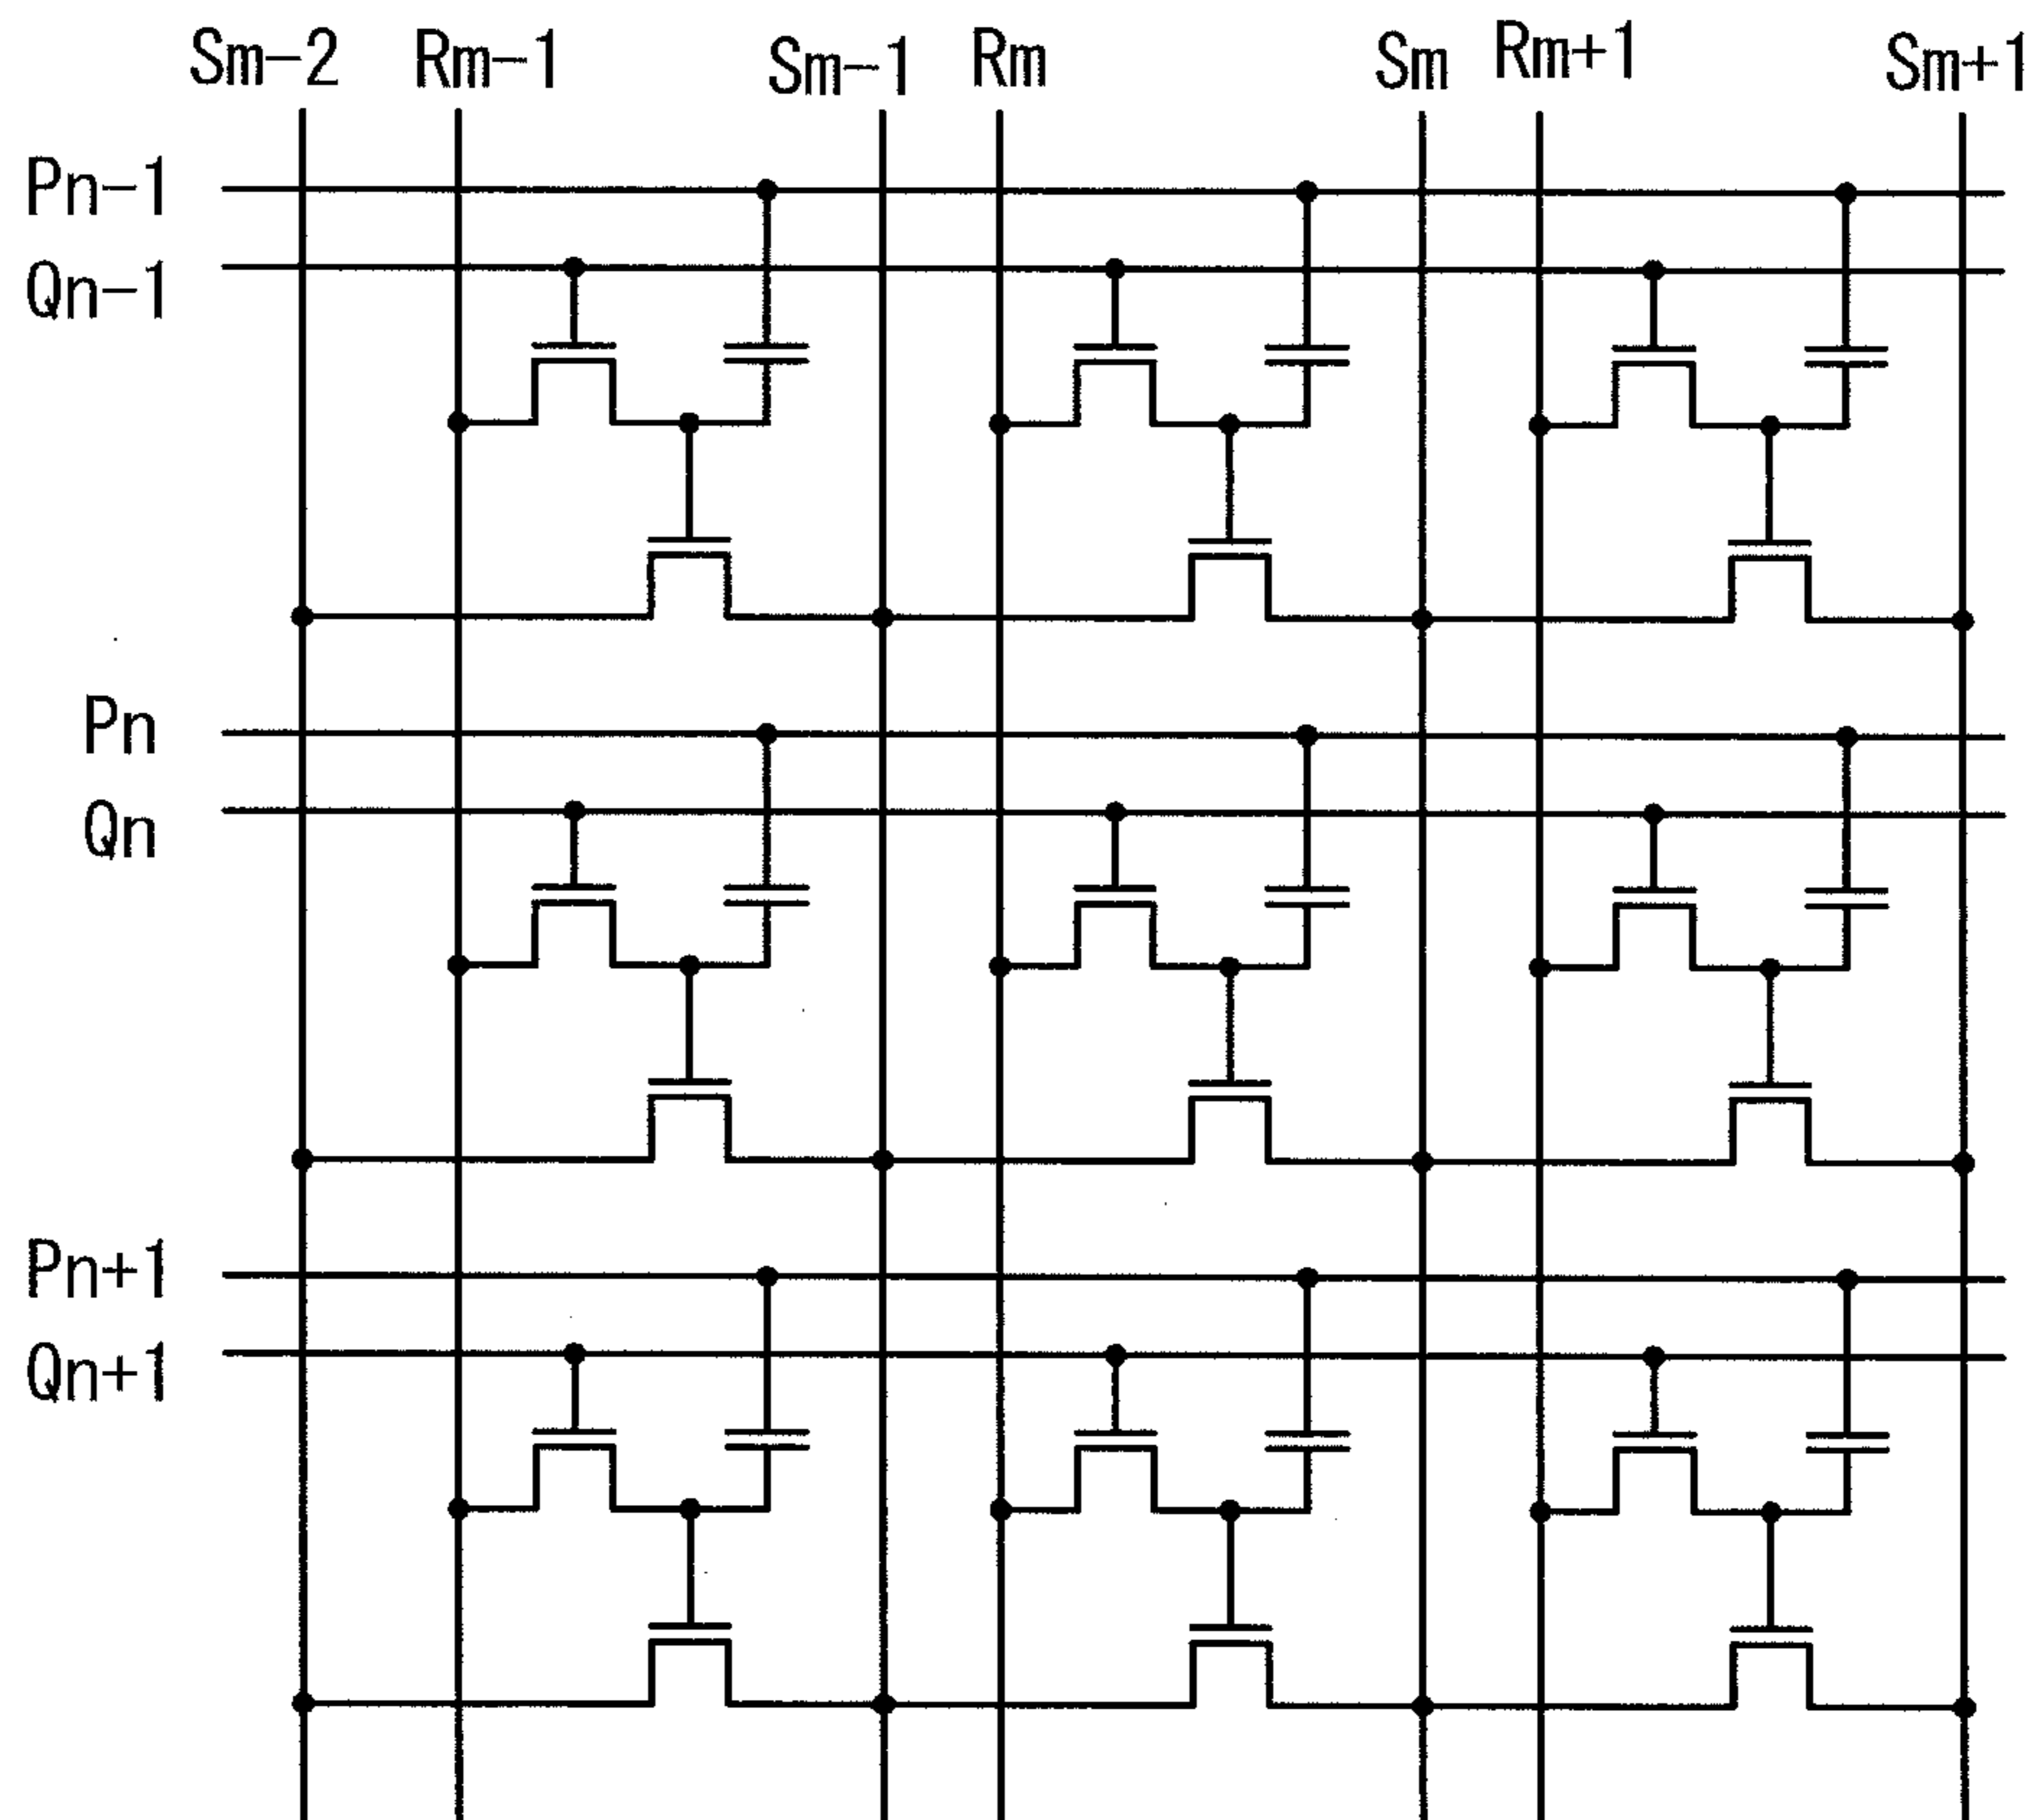 Sm-2 Rm-1 Sm-1 Rm Sm Rm+1 Sm+1
Pn-1
Qn-1
Pn
Qn
Pn+1
Qn+1